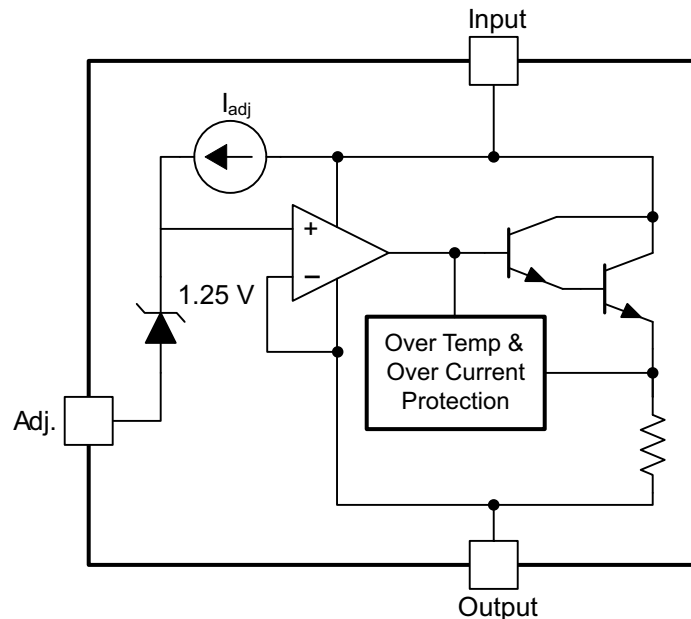 Input
Iadj
+
−
1.25 V
Over Temp &
Over Current
Protection
Adj.
Output